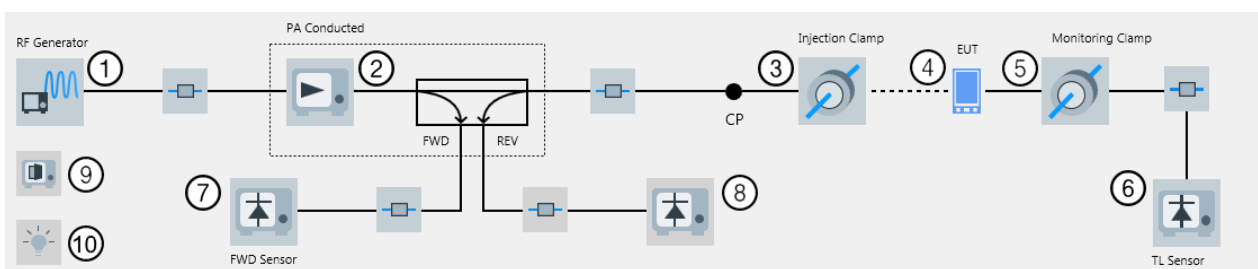 PA Conducted
RF Generator
Injection Clamp
EUT
Monitoring Clamp
1
2
3
4
5
CP
FWD
REV
9
7
8
6
10
FWD Sensor
TL Sensor